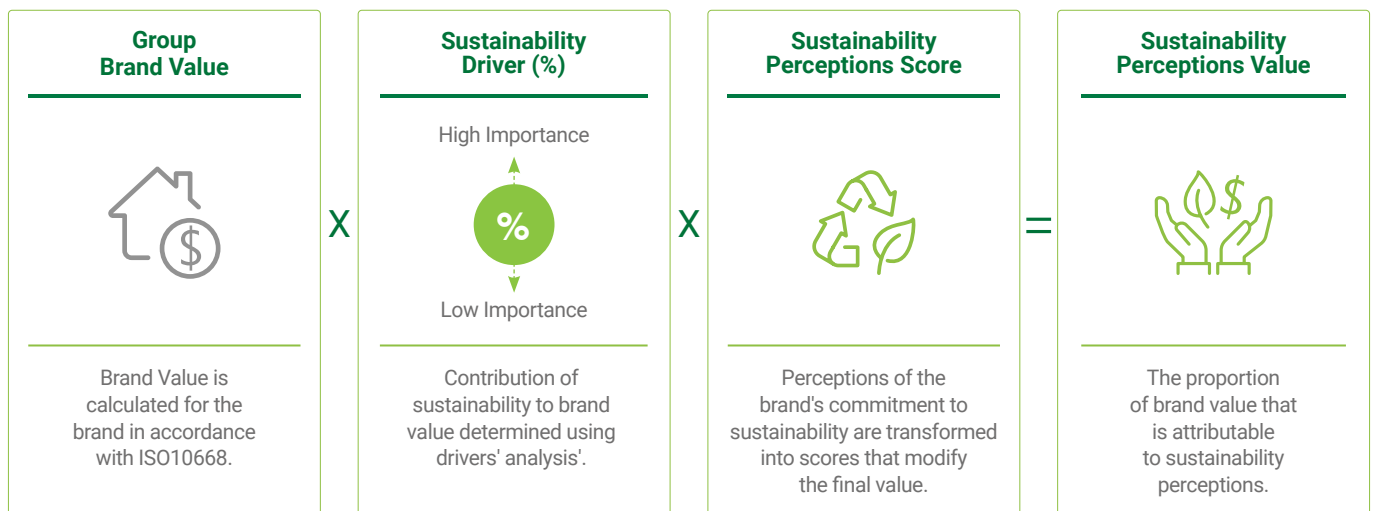 Group
Brand Value
$
Brand Value is
calculated for the
brand in accordance
with ISO10668.
X
Sustainability
Driver (%)
High Importance
%
Low Importance
Contribution of
sustainability to brand
value determined using
drivers' analysis'.
X
Sustainability
Perceptions Score
Perceptions of the
brand's commitment to
sustainability are transformed
into scores that modify
the final value.
=
Sustainability
Perceptions Value
$
The proportion
of brand value that
is attributable
to sustainability
perceptions.